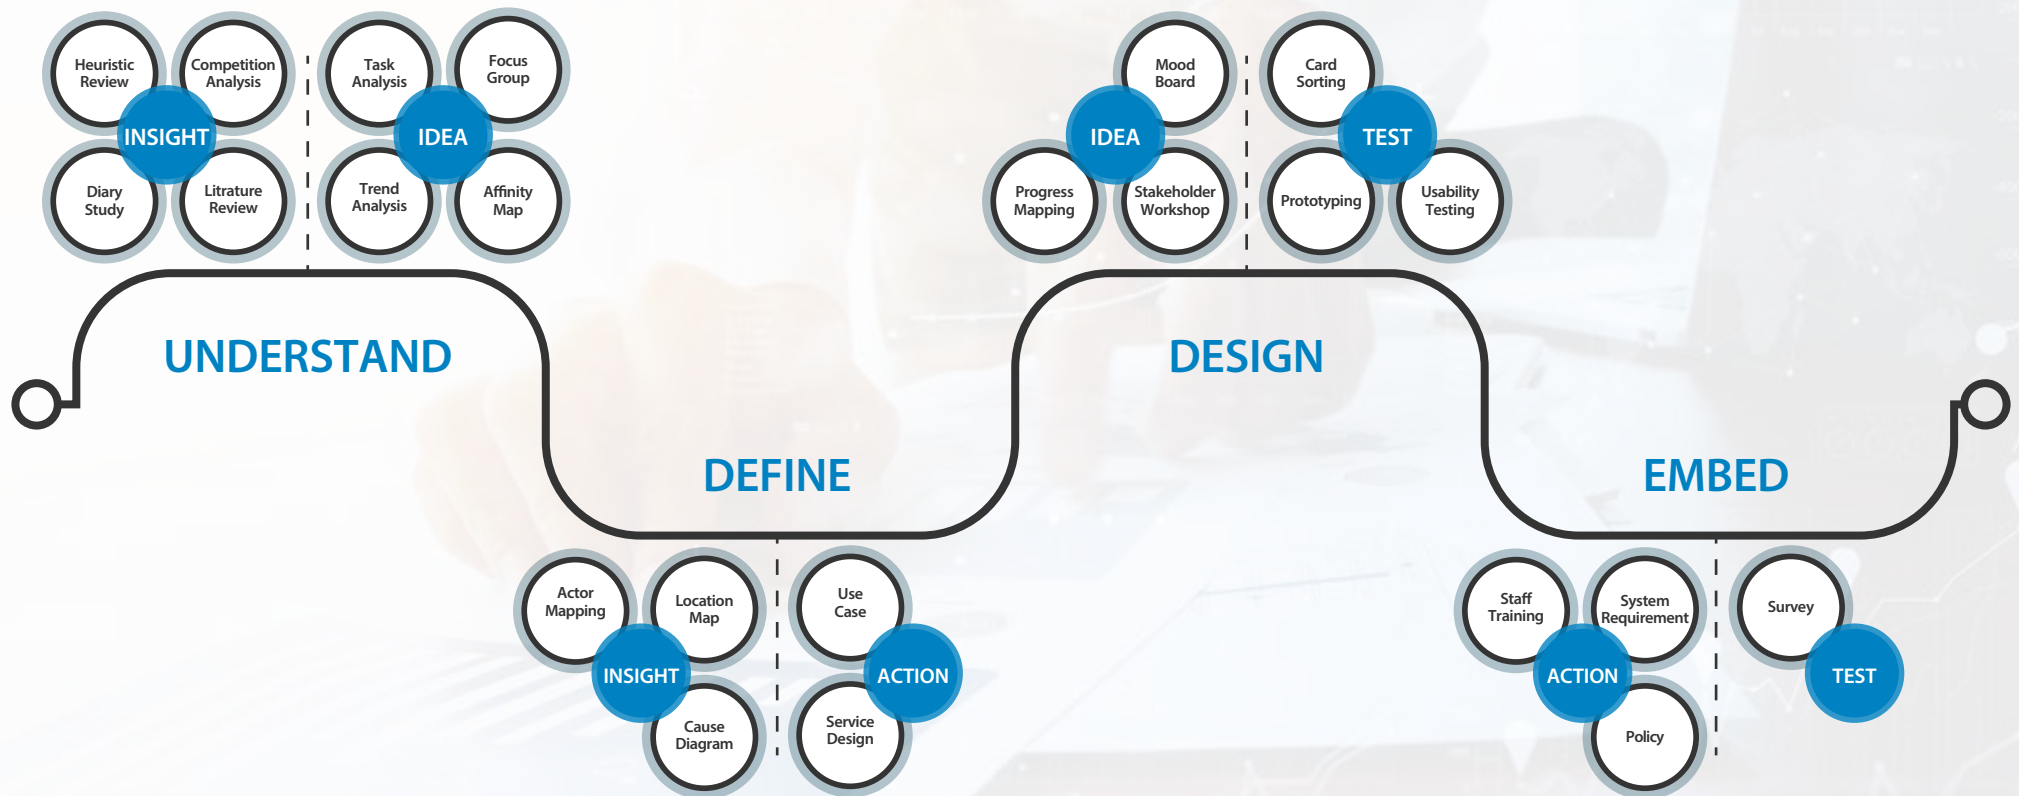 Heuristic
Review
Competition
Analysis
INSIGHT
Diary
Study
Litrature
Review
Task
Analysis
Focus
Group
IDEA
Trend
Analysis
Affinity
Map
UNDERSTAND
Actor
Mapping
Location
Map
INSIGHT
Cause
Diagram
Use
Case
ACTION
Service
Design
DEFINE
Mood
Board
IDEA
Progress
Mapping
Stakeholder
Workshop
Card
Sorting
TEST
Prototyping
Usability
Testing
DESIGN
Staff
Training
System
Requirement
ACTION
Policy
Survey
TEST
EMBED